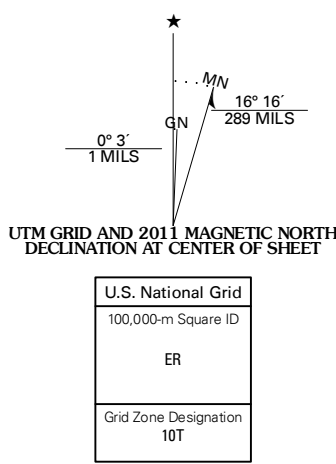 ★
MN
GN
16° 16´
289 MILS
0° 3´
1 MILS
UTM GRID AND 2011 MAGNETIC NORTH
DECLINATION AT CENTER OF SHEET
U.S. National Grid
100,000-m Square ID
ER
Grid Zone Designation
10T